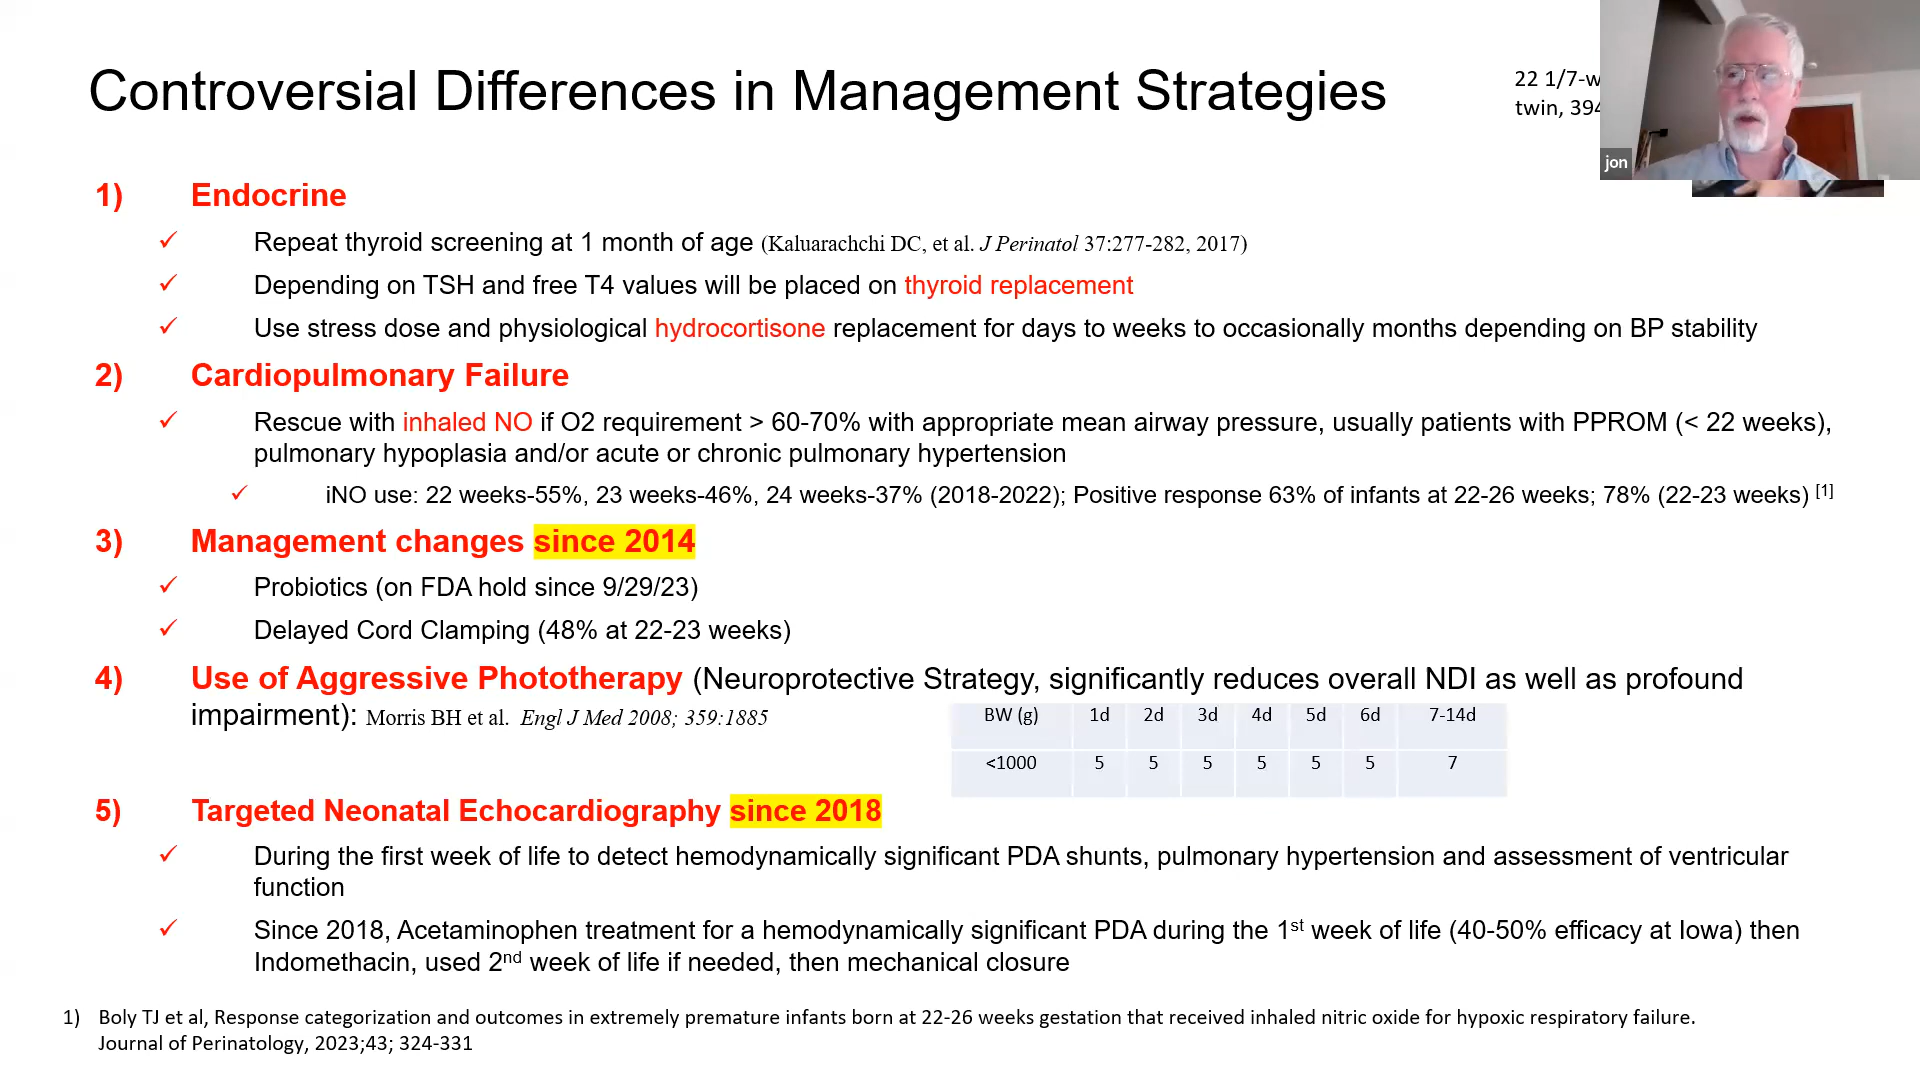 Controversial Differences in Management Strategies
22 1/7-w
twin, 394
jon
1) Endocrine
✓ Repeat thyroid screening at 1 month of age (Kaluarachchi DC, et al. J Perinatol 37:277-282, 2017)
✓ Depending on TSH and free T4 values will be placed on thyroid replacement
✓ Use stress dose and physiological hydrocortisone replacement for days to weeks to occasionally months depending on BP stability
2) Cardiopulmonary Failure
✓ Rescue with inhaled NO if O2 requirement > 60-70% with appropriate mean airway pressure, usually patients with PPROM (< 22 weeks),
pulmonary hypoplasia and/or acute or chronic pulmonary hypertension
✓ iNO use: 22 weeks-55%, 23 weeks-46%, 24 weeks-37% (2018-2022); Positive response 63% of infants at 22-26 weeks; 78% (22-23 weeks) [1]
3) Management changes since 2014
✓ Probiotics (on FDA hold since 9/29/23)
✓ Delayed Cord Clamping (48% at 22-23 weeks)
4) Use of Aggressive Phototherapy (Neuroprotective Strategy, significantly reduces overall NDI as well as profound
impairment): Morris BH et al. Engl J Med 2008; 359:1885
BW (g) 1d 2d 3d 4d 5d 6d 7-14d
<1000 5 5 5 5 5 5 7
5) Targeted Neonatal Echocardiography since 2018
✓ During the first week of life to detect hemodynamically significant PDA shunts, pulmonary hypertension and assessment of ventricular
function
✓ Since 2018, Acetaminophen treatment for a hemodynamically significant PDA during the 1st week of life (40-50% efficacy at Iowa) then
Indomethacin, used 2nd week of life if needed, then mechanical closure
1) Boly TJ et al, Response categorization and outcomes in extremely premature infants born at 22-26 weeks gestation that received inhaled nitric oxide for hypoxic respiratory failure.
Journal of Perinatology, 2023;43; 324-331